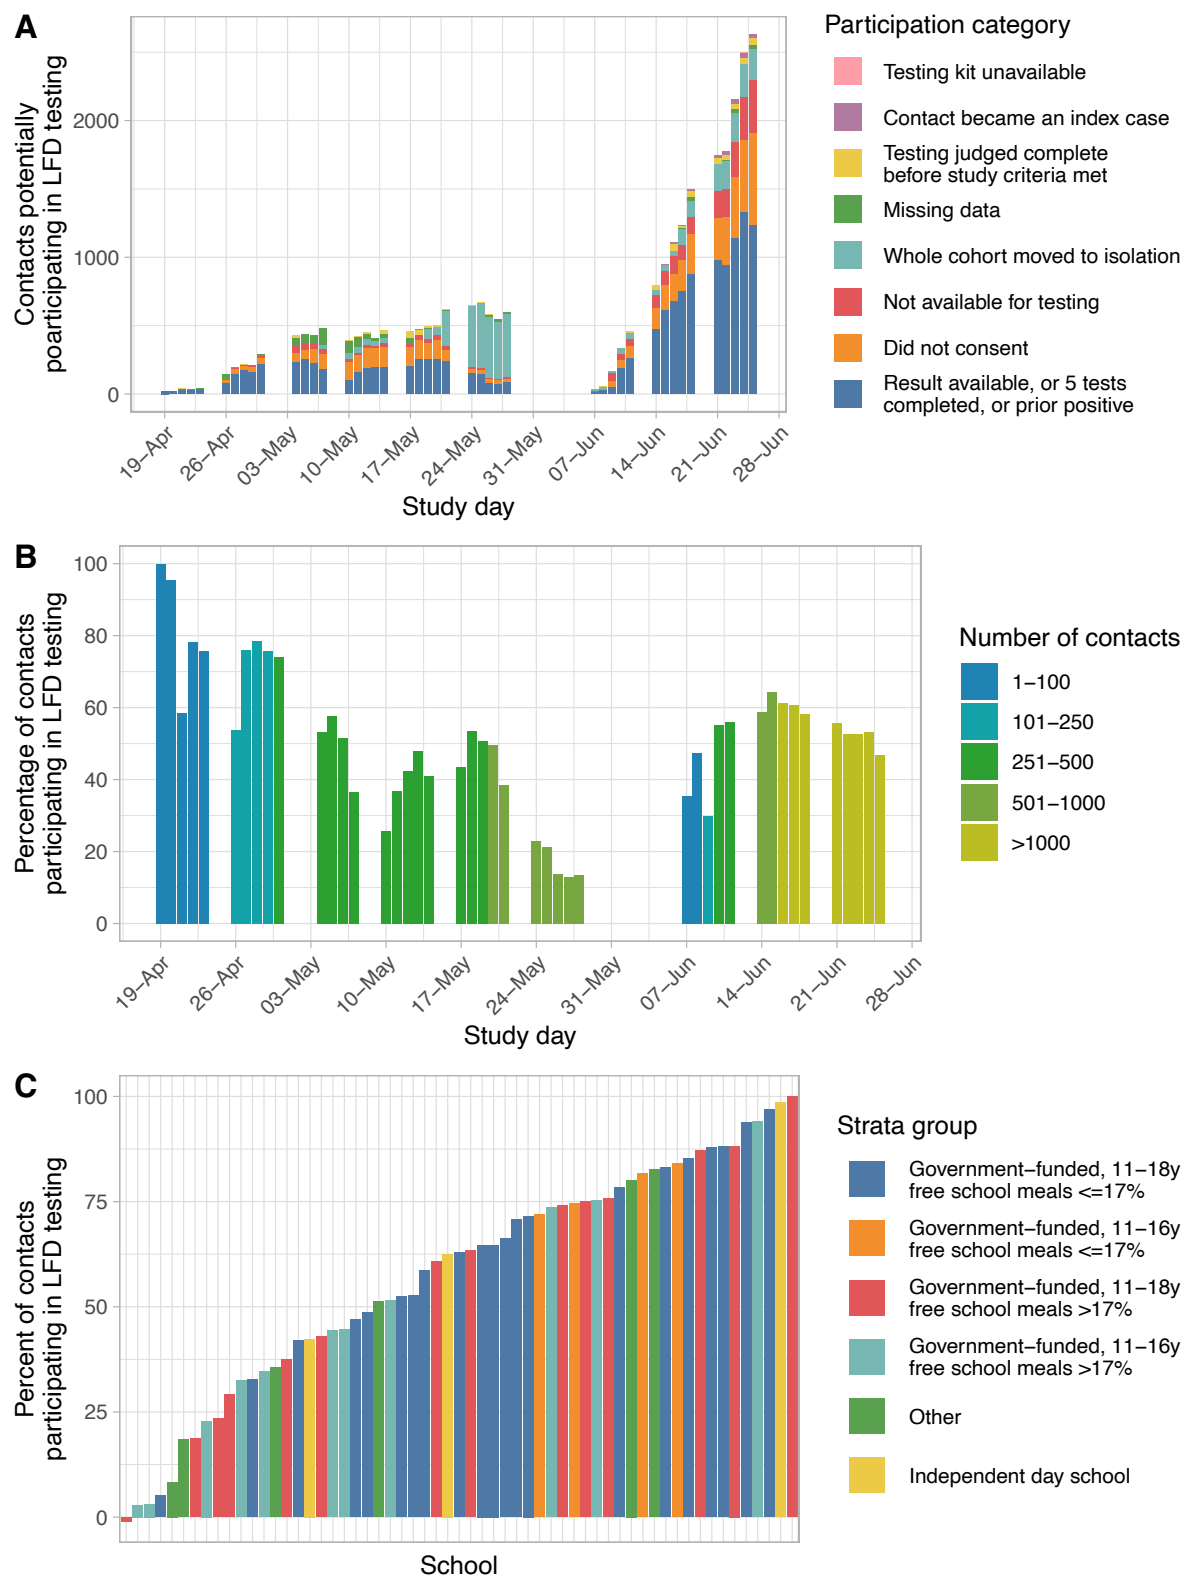 A
Contacts potentially
poarticipating in LFD testing
2000
1000
0
19–Apr
26–Apr
03–May
10–May
17–May
24–May
31–May
07–Jun
14–Jun
21–Jun
28–Jun
Study day
Participation category
Testing kit unavailable
Contact became an index case
Testing judged complete
before study criteria met
Missing data
Whole cohort moved to isolation
Not available for testing
Did not consent
Result available, or 5 tests
completed, or prior positive
B
Percentage of contacts
participating in LFD testing
100
80
60
40
20
0
19–Apr
26–Apr
03–May
10–May
17–May
24–May
31–May
07–Jun
14–Jun
21–Jun
28–Jun
Study day
Number of contacts
1–100
101–250
251–500
501–1000
>1000
C
Percent of contacts
participating in LFD testing
100
75
50
25
0
School
Strata group
Government–funded, 11–18y
free school meals <=17%
Government–funded, 11–16y
free school meals <=17%
Government–funded, 11–18y
free school meals >17%
Government–funded, 11–16y
free school meals >17%
Other
Independent day school